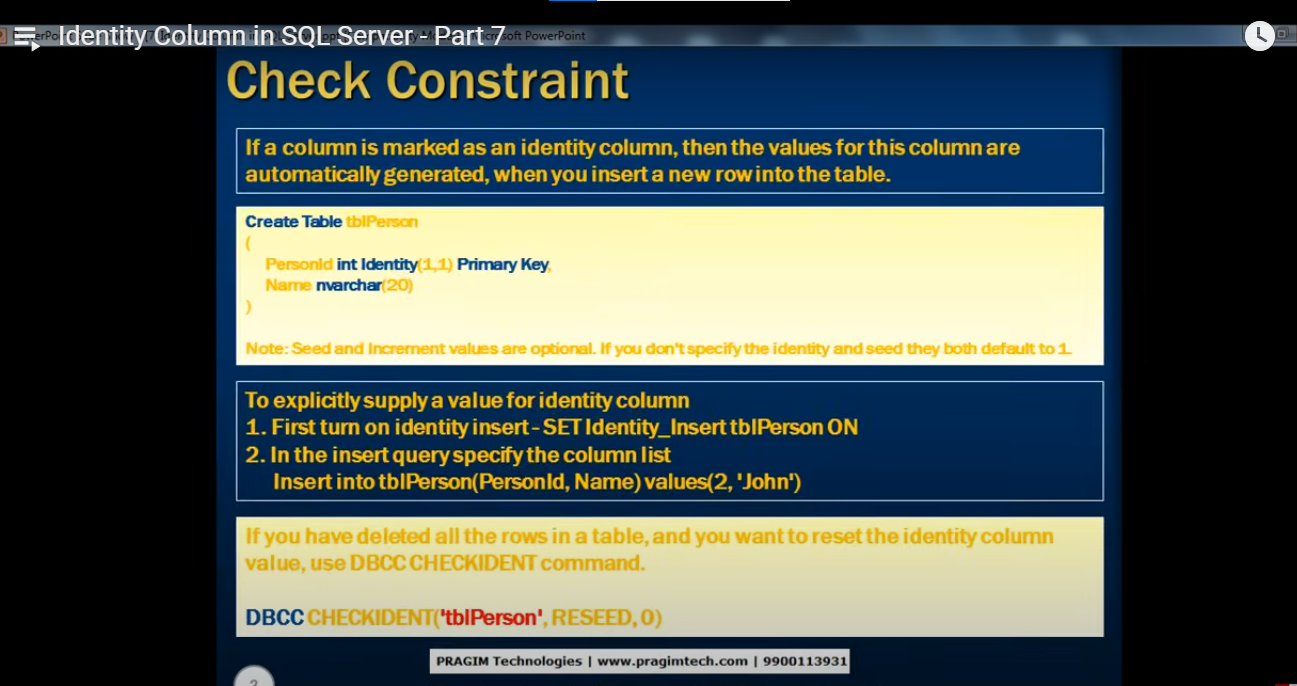 Identity Column in SQL Server - Part 7
soft PowerPoint
Check Constraint
If a column is marked as an identity column, then the values for this column are
automatically generated, when you insert a new row into the table.
Create Table tblPerson
(
PersonId int Identity(1,1) Primary Key,
Name nvarchar(20)
)
Note: Seed and Increment values are optional. If you don't specify the identity and seed they both default to 1.
To explicitly supply a value for identity column
1. First turn on identity insert - SET Identity_Insert tblPerson ON
2. In the insert query specify the column list
Insert into tblPerson(PersonId, Name) values(2, 'John')
If you have deleted all the rows in a table, and you want to reset the identity column
value, use DBCC CHECKIDENT command.
DBCC CHECKIDENT('tblPerson', RESEED, 0)
PRAGIM Technologies | www.pragimtech.com | 9900113931